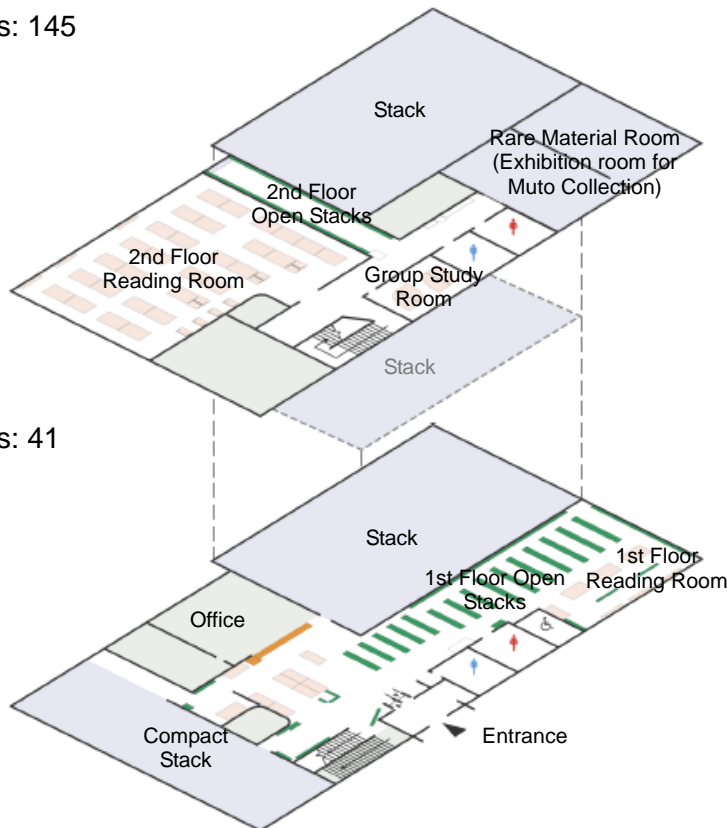 s: 145
Stack
Rare Material Room
(Exhibition room for
Muto Collection)
2nd Floor
Open Stacks
2nd Floor
Reading Room
Group Study
Room
Stack
s: 41
Stack
1st Floor
Reading Room
1st Floor Open
Stacks
Office
Compact
Stack
Entrance